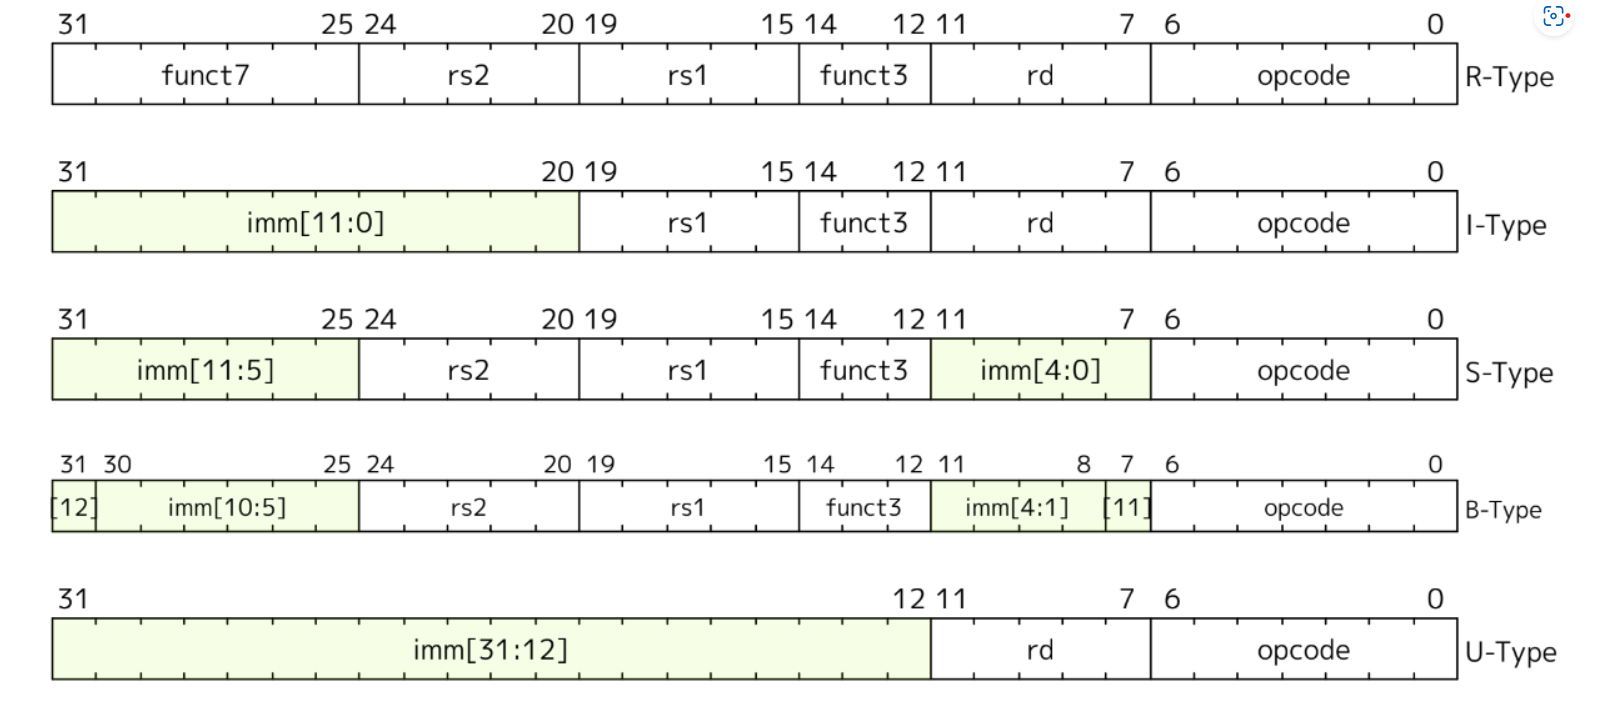 31 25 24 20 19 15 14 12 11 7 6 0
funct7 rs2 rs1 funct3 rd opcode R-Type
31 20 19 15 14 12 11 7 6 0
imm[11:0] rs1 funct3 rd opcode I-Type
31 25 24 20 19 15 14 12 11 7 6 0
imm[11:5] rs2 rs1 funct3 imm[4:0] opcode S-Type
31 30 25 24 20 19 15 14 12 11 8 7 6 0
[12] imm[10:5] rs2 rs1 funct3 imm[4:1] [11] opcode B-Type
31 12 11 7 6 0
imm[31:12] rd opcode U-Type